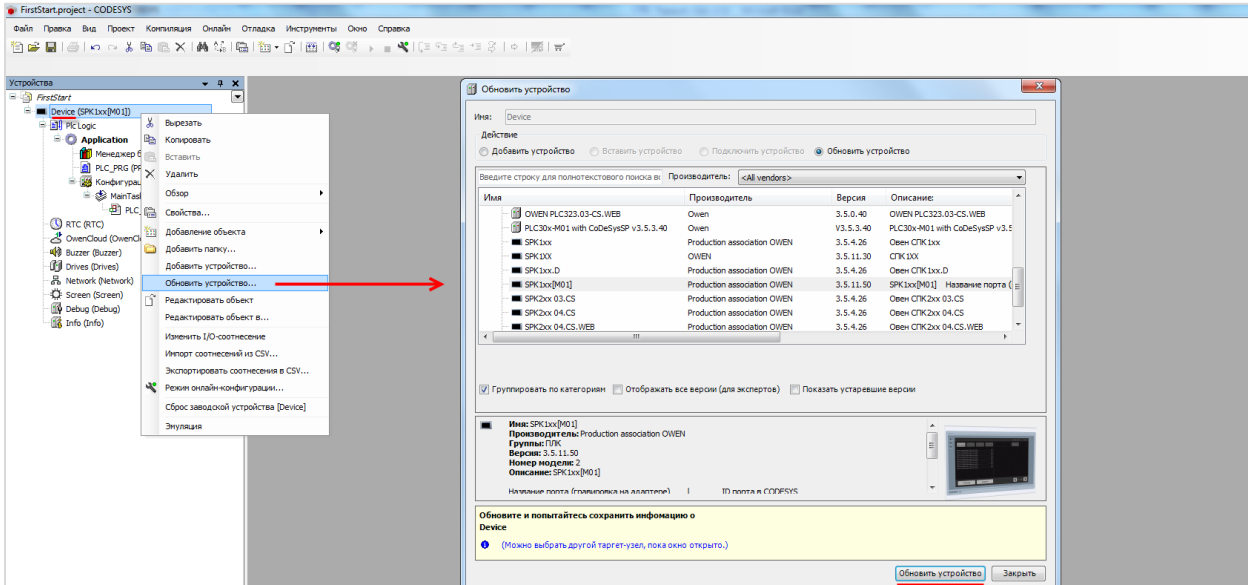 FirstStart.project - CODESYS
Файл Правка Вид Проект Компиляция Онлайн Отладка Инструменты Окно Справка
Устройства
FirstStart
Device (SPK1xx[M01])
Plc Logic
Application
Менеджер б
PLC_PRG (PR
Конфигурац
MainTas
PLC_
RTC (RTC)
OwenCloud (OwenCl
Buzzer (Buzzer)
Drives (Drives)
Network (Network)
Screen (Screen)
Debug (Debug)
Info (Info)
Вырезать
Копировать
Вставить
Удалить
Обзор
Свойства...
Добавление объекта
Добавить папку...
Добавить устройство...
Обновить устройство...
Редактировать объект
Редактировать объект в...
Изменить I/O-соотнесение
Импорт соотнесений из CSV...
Экспортировать соотнесения в CSV...
Режим онлайн-конфигурации...
Сброс заводской устройства [Device]
Эмуляция
Обновить устройство
Имя: Device
Действие
Добавить устройство Вставить устройство Подключить устройство Обновить устройство
Введите строку для полнотекстового поиска во Производитель: <All vendors>
Имя Производитель Версия Описание:
OWEN PLC323.03-CS.WEB Owen 3.5.0.40 OWEN PLC323.03-CS.WEB
PLC30x-M01 with CoDeSysSP v3.5.3.40 Owen V3.5.3.40 PLC30x-M01 with CoDeSysSP v3.5
SPK1xx Production association OWEN 3.5.4.26 Овен СПК1xx
SPK1XX OWEN 3.5.11.30 СПК1XX
SPK1xx.D Production association OWEN 3.5.4.26 Овен СПК1xx.D
SPK1xx[M01] Production association OWEN 3.5.11.50 SPK1xx[M01] Название порта (
SPK2xx 03.CS Production association OWEN 3.5.4.26 Овен СПК2xx 03.CS
SPK2xx 04.CS Production association OWEN 3.5.4.26 Овен СПК2xx 04.CS
SPK2xx 04.CS.WEB Production association OWEN 3.5.4.26 Овен СПК2xx 04.CS.WEB
Группировать по категориям Отображать все версии (для экспертов) Показать устаревшие версии
Имя: SPK1xx[M01]
Производитель: Production association OWEN
Группы: ПЛК
Версия: 3.5.11.50
Номер модели: 2
Описание: SPK1xx[M01]
Название порта (гравировка на адаптере) | ID порта в CODESYS
Обновите и попытайтесь сохранить инфомацию о
Device
(Можно выбрать другой таргет-узел, пока окно открыто.)
Обновить устройство Закрыть